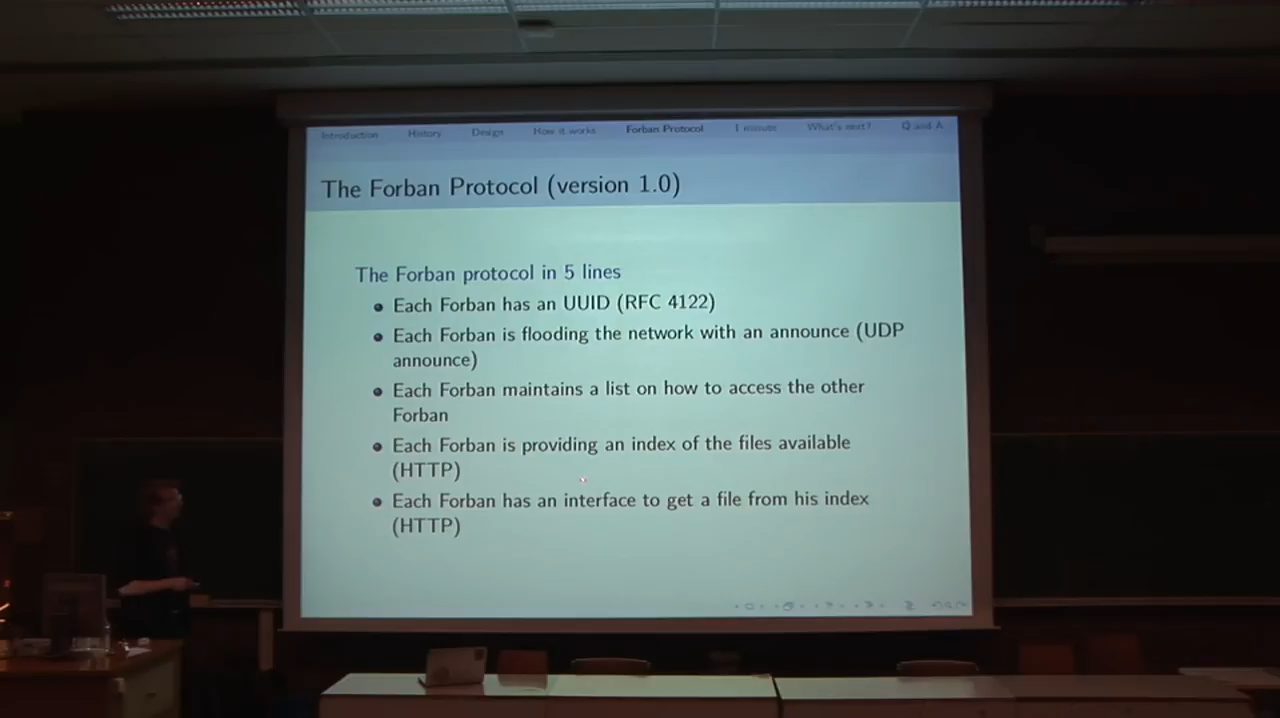 Introduction History Design How it works Forban Protocol 1 minute What's next? Q and A
The Forban Protocol (version 1.0)
The Forban protocol in 5 lines
Each Forban has an UUID (RFC 4122)
Each Forban is flooding the network with an announce (UDP
announce)
Each Forban maintains a list on how to access the other
Forban
Each Forban is providing an index of the files available
(HTTP)
Each Forban has an interface to get a file from his index
(HTTP)